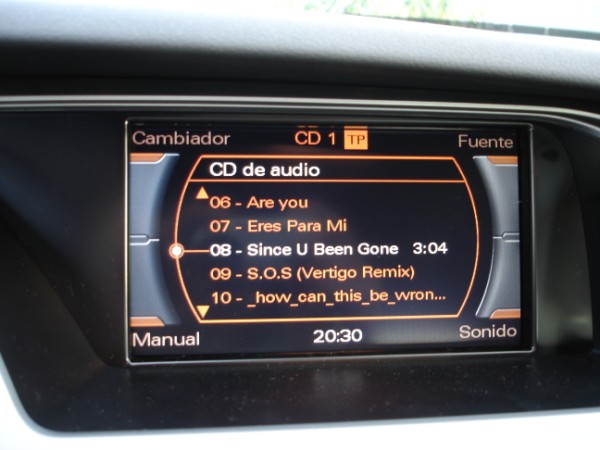 Cambiador CD 1 TP Fuente
CD de audio
06 - Are you
07 - Eres Para Mi
08 - Since U Been Gone 3:04
09 - S.O.S (Vertigo Remix)
10 - _how_can_this_be_wron...
Manual 20:30 Sonido